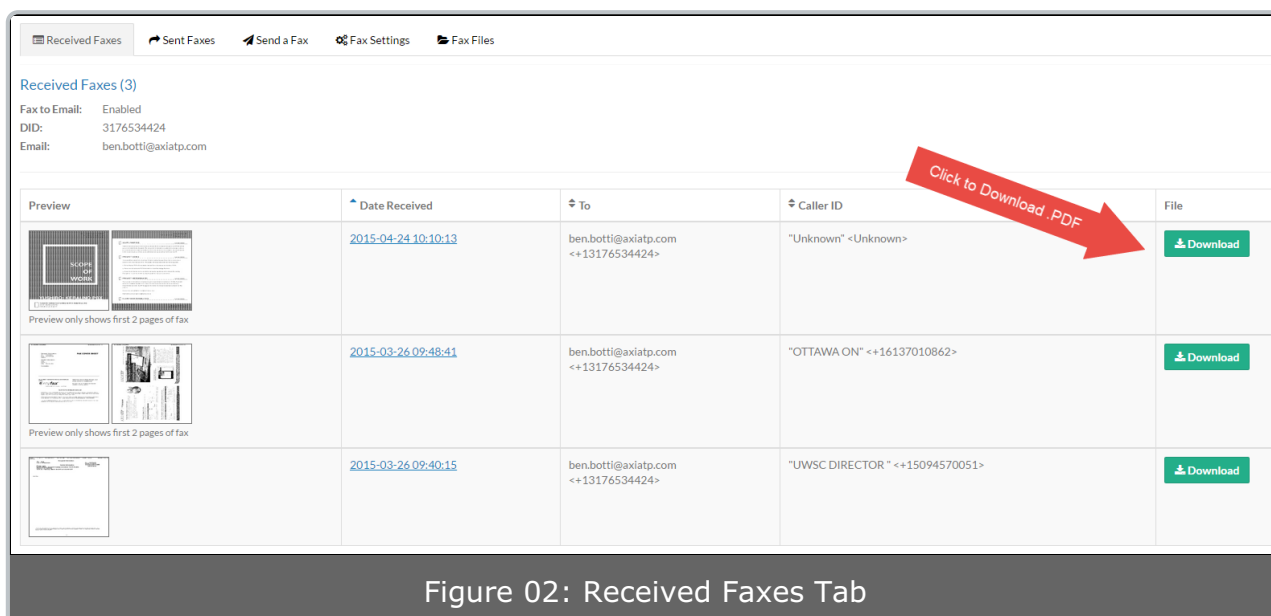 Received Faxes Sent Faxes Send a Fax Fax Settings Fax Files
Received Faxes (3)
Fax to Email: Enabled
DID: 3176534424
Email: ben.botti@axiatp.com
Click to Download .PDF
Preview Date Received To Caller ID File
SCOPE
OF
WORK
2015-04-24 10:10:13 ben.botti@axiatp.com "Unknown" <Unknown> Download
<+13176534424>
Preview only shows first 2 pages of fax
2015-03-26 09:48:41 ben.botti@axiatp.com "OTTAWA ON" <+16137010862> Download
<+13176534424>
Preview only shows first 2 pages of fax
2015-03-26 09:40:15 ben.botti@axiatp.com "UWSC DIRECTOR " <+15094570051> Download
<+13176534424>
Figure 02: Received Faxes Tab